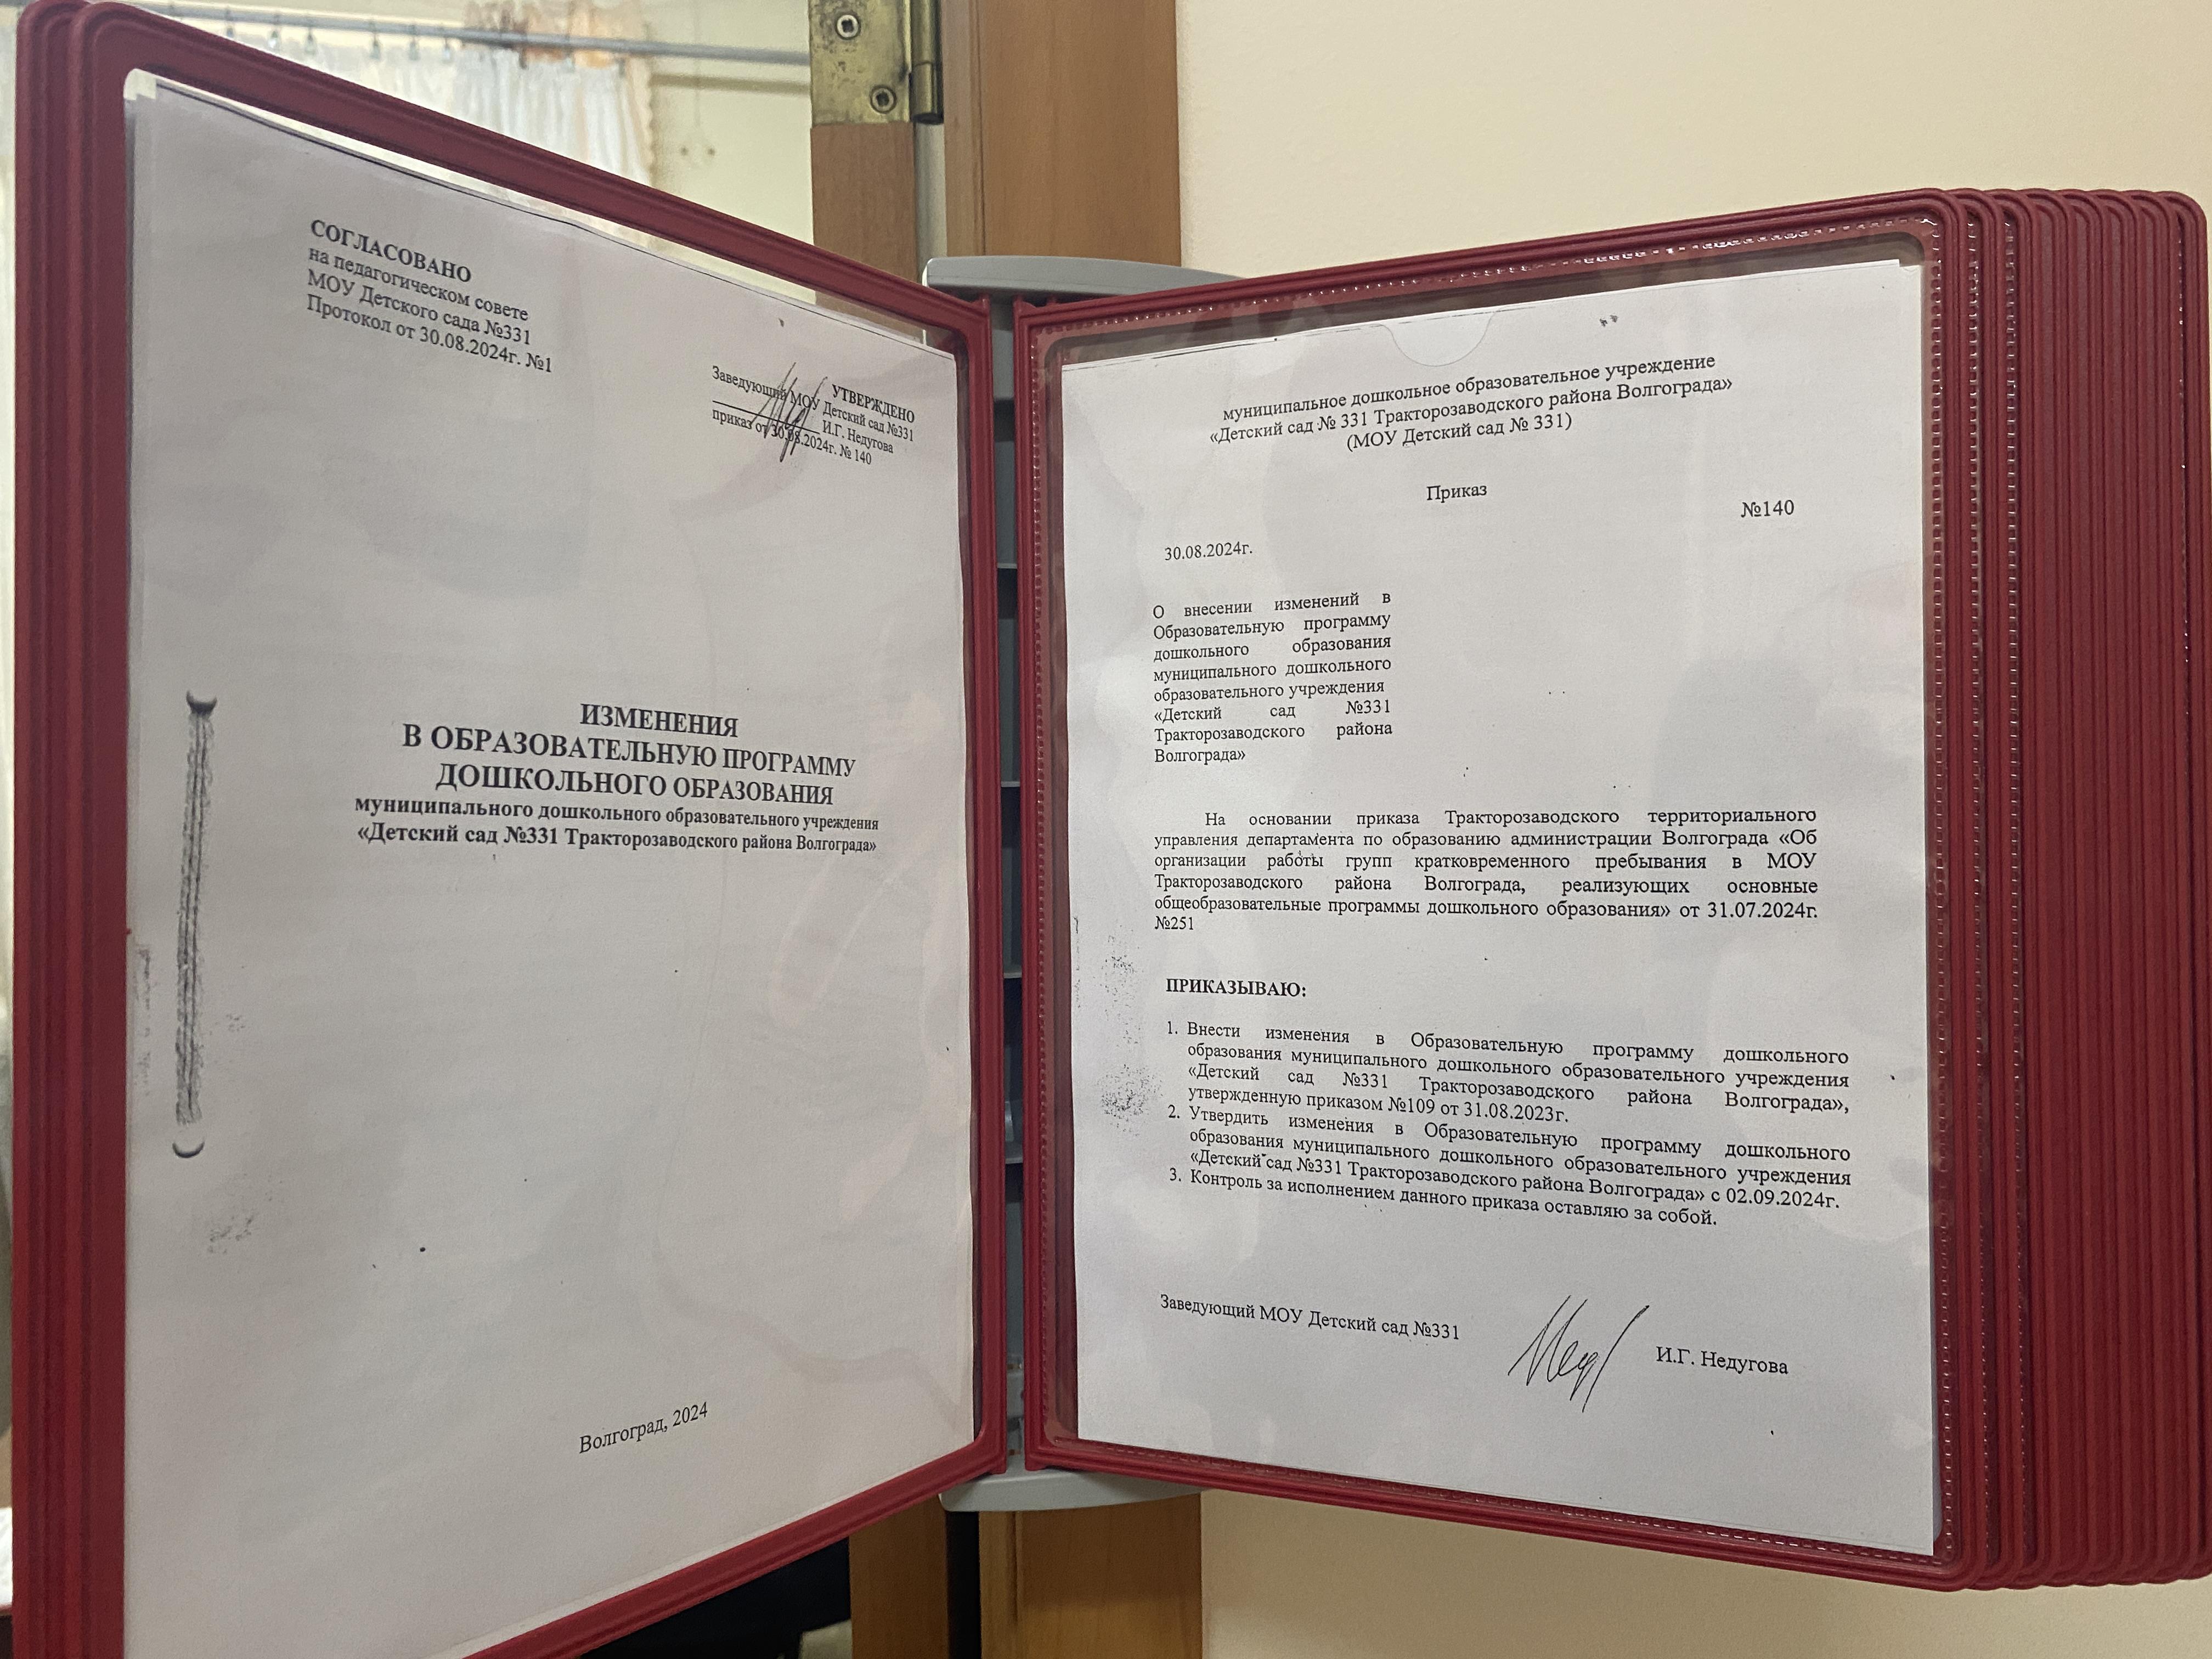 СОГЛАСОВАНО
на педагогическом совете
МОУ Детского сада №331
Протокол от 30.08.2024г. №1
УТВЕРЖДЕНО
Заведующий МОУ Детский сад №331
И.Г. Недугова
приказ от 30.08.2024г. № 140
ИЗМЕНЕНИЯ
В ОБРАЗОВАТЕЛЬНУЮ ПРОГРАММУ
ДОШКОЛЬНОГО ОБРАЗОВАНИЯ
муниципального дошкольного образовательного учреждения
«Детский сад №331 Тракторозаводского района Волгограда»
Волгоград, 2024
муниципальное дошкольное образовательное учреждение
«Детский сад № 331 Тракторозаводского района Волгограда»
(МОУ Детский сад № 331)
Приказ
№140
30.08.2024г.
О внесении изменений в
Образовательную программу
дошкольного образования
муниципального дошкольного
образовательного учреждения
«Детский сад №331
Тракторозаводского района
Волгограда»
На основании приказа Тракторозаводского территориального
управления департамента по образованию администрации Волгограда «Об
организации работы групп кратковременного пребывания в МОУ
Тракторозаводского района Волгограда, реализующих основные
общеобразовательные программы дошкольного образования» от 31.07.2024г.
№251
ПРИКАЗЫВАЮ:
1. Внести изменения в Образовательную программу дошкольного
образования муниципального дошкольного образовательного учреждения
«Детский сад №331 Тракторозаводского района Волгограда»,
утвержденную приказом №109 от 31.08.2023г.
2. Утвердить изменения в Образовательную программу дошкольного
образования муниципального дошкольного образовательного учреждения
«Детский сад №331 Тракторозаводского района Волгограда» с 02.09.2024г.
3. Контроль за исполнением данного приказа оставляю за собой.
Заведующий МОУ Детский сад №331
И.Г. Недугова